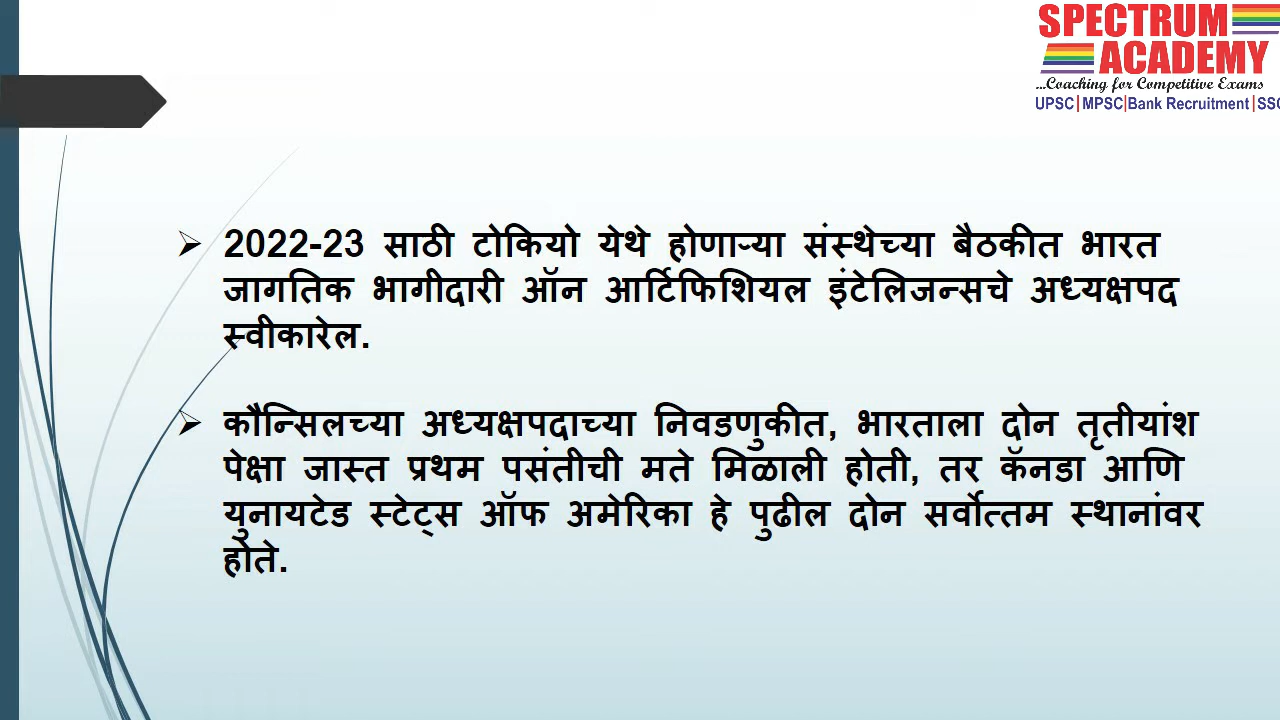 SPECTRUM
ACADEMY
...Coaching for Competitive Exams
UPSC|MPSC|Bank Recruitment |SSC
➢ 2022-23 साठी टोकियो येथे होणाऱ्या संस्थेच्या बैठकीत भारत
जागतिक भागीदारी ऑन आर्टिफिशियल इंटेलिजन्सचे अध्यक्षपद
स्वीकारेल.
➢ कौन्सिलच्या अध्यक्षपदाच्या निवडणुकीत, भारताला दोन तृतीयांश
पेक्षा जास्त प्रथम पसंतीची मते मिळाली होती, तर कॅनडा आणि
युनायटेड स्टेट्स ऑफ अमेरिका हे पुढील दोन सर्वोत्तम स्थानांवर
होते.